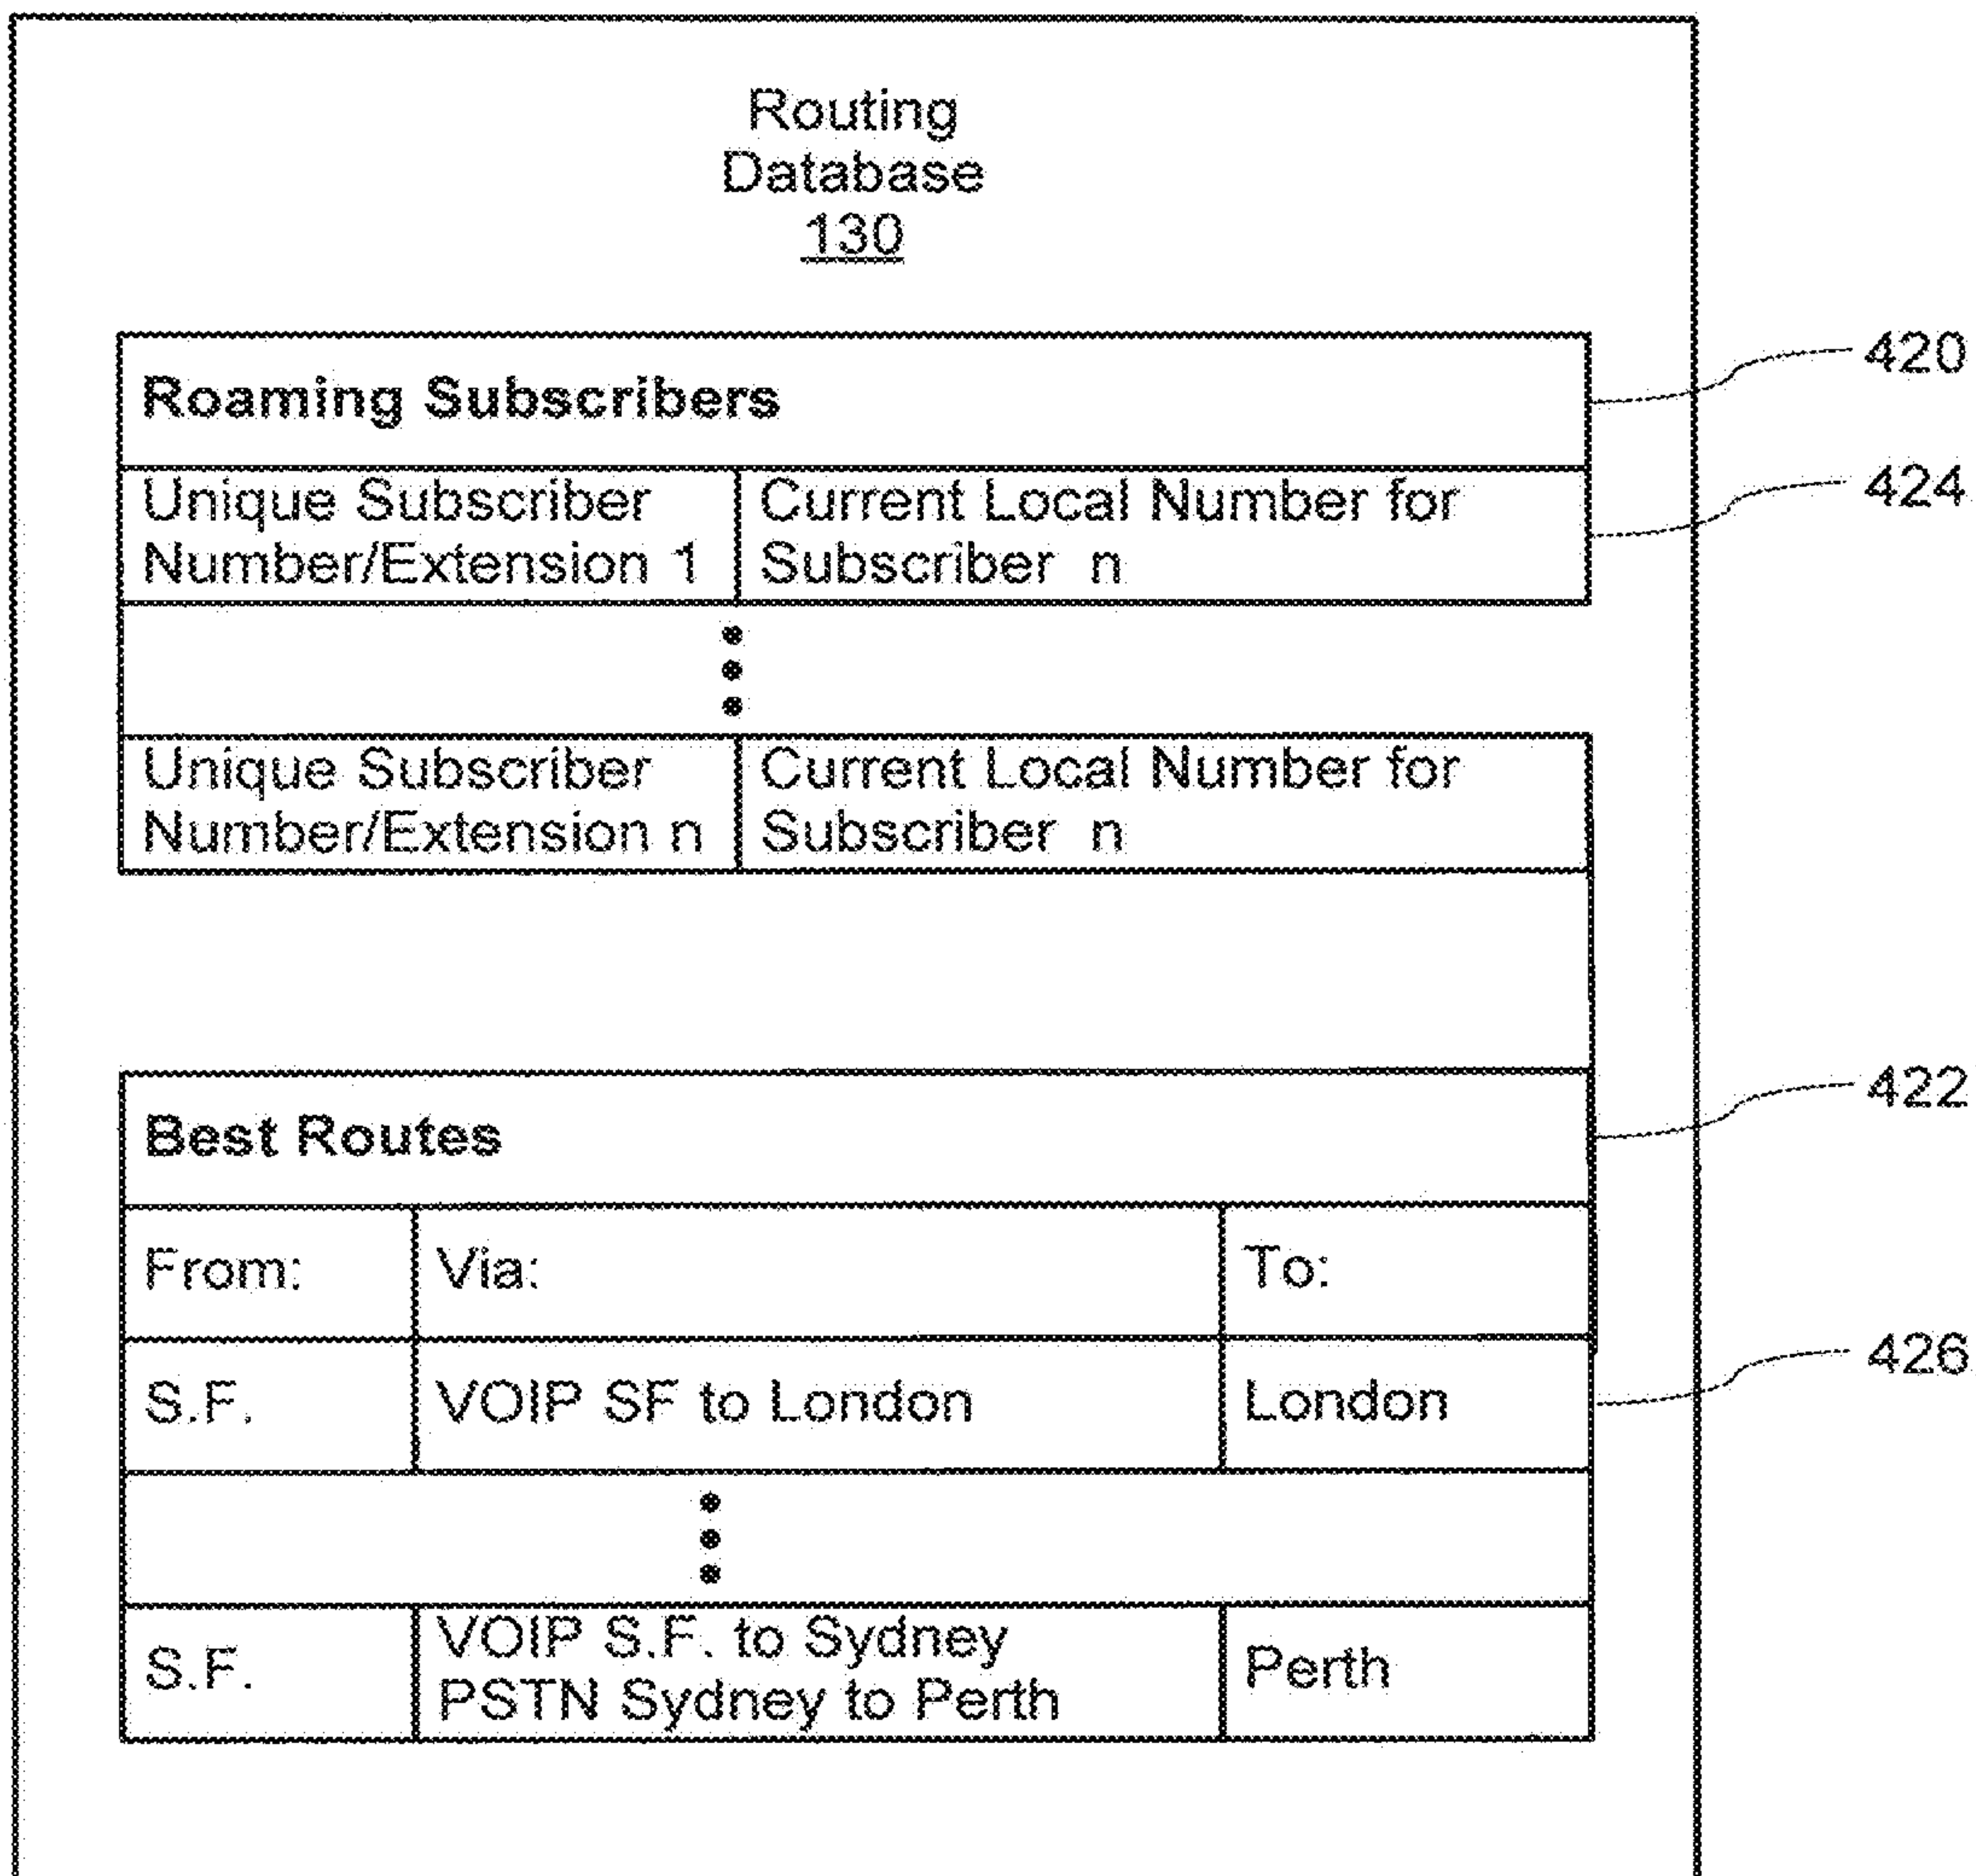 Routing
Database
130
Roaming Subscribers
420
Unique Subscriber
Number/Extension 1
Current Local Number for
Subscriber n
424
Unique Subscriber
Number/Extension n
Current Local Number for
Subscriber n
Best Routes
422
From:
Via:
To:
S.F.
VOIP SF to London
London
426
S.F.
VOIP S.F. to Sydney
PSTN Sydney to Perth
Perth